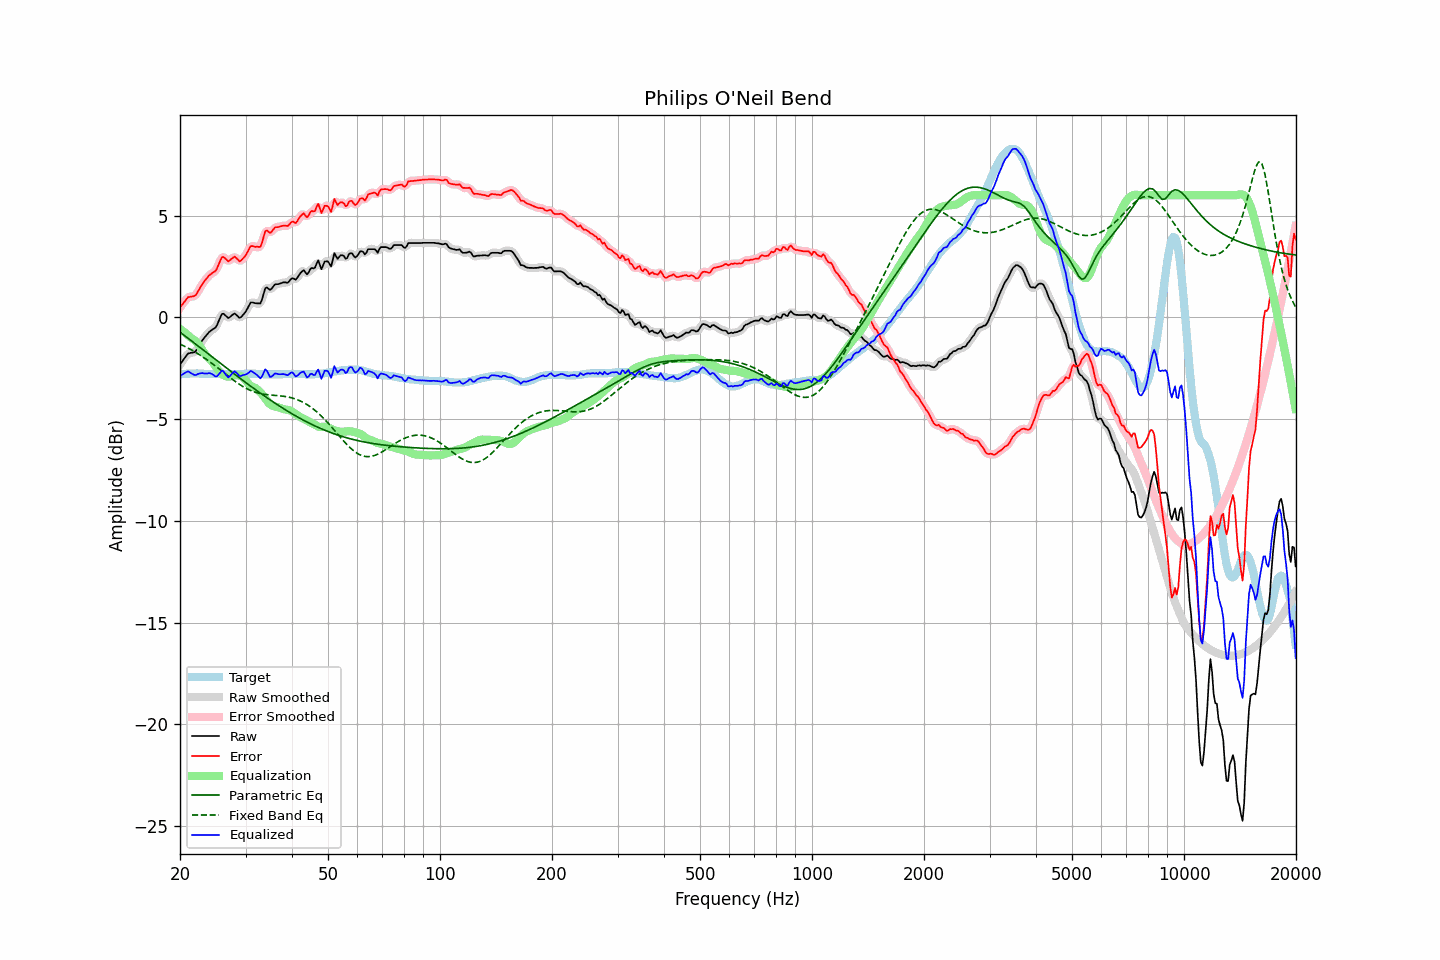 Philips O'Neil Bend
Amplitude (dBr)
5
0
−5
−10
−15
−20
−25
Target
Raw Smoothed
Error Smoothed
Raw
Error
Equalization
Parametric Eq
Fixed Band Eq
Equalized
20 50 100 200 500 1000 2000 5000 10000 20000
Frequency (Hz)